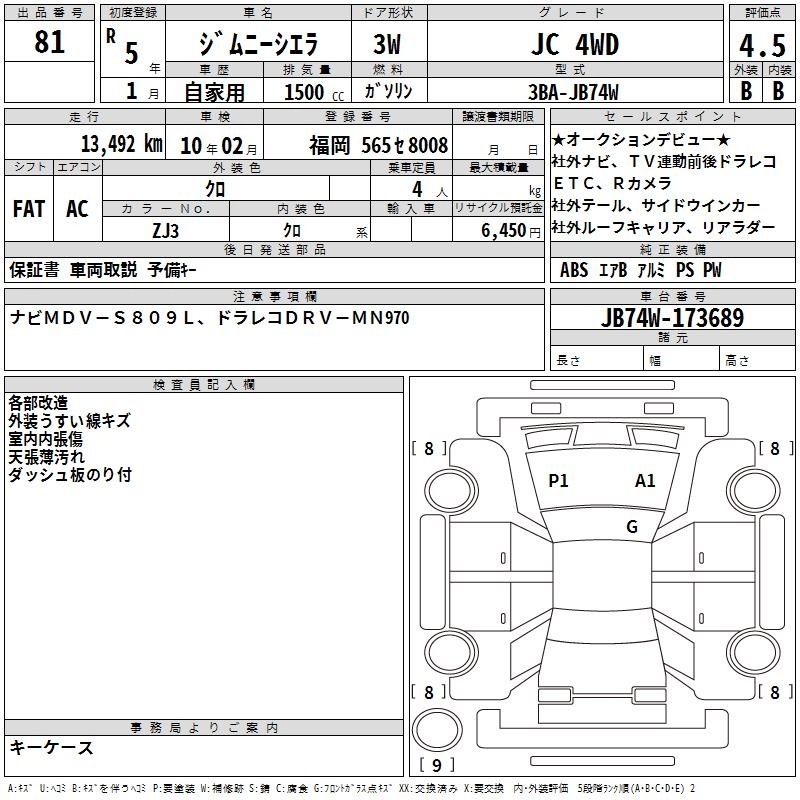 出品番号
81
初度登録
R 5 年
1 月
車名
ｼﾞﾑﾆｰｼｴﾗ
ドア形状
3W
グレード
JC 4WD
評価点
4.5
車歴
自家用
排気量
1500 CC
燃料
ｶﾞｿﾘﾝ
型式
3BA-JB74W
外装 内装
B B
走行
13,492 km
車検
10年02月
登録番号
福岡 565ｾ8008
譲渡書類期限
月 日
シフト
FAT
エアコン
AC
外装色
ｸﾛ
乗車定員
4 人
最大積載量
kg
カラーNo.
ZJ3
内装色
ｸﾛ 系
輸入車
リサイクル預託金
6,450円
後日発送部品
保証書 車両取説 予備ｷｰ
セールスポイント
★オークションデビュー★
社外ナビ、ＴＶ連動前後ドラレコ
ＥＴＣ、Ｒカメラ
社外テール、サイドウインカー
社外ルーフキャリア、リアラダー
純正装備
ABS ｴｱB ｱﾙﾐ PS PW
注意事項欄
ナビＭＤＶ－Ｓ８０９Ｌ、ドラレコＤＲＶ－ＭＮ970
車台番号
JB74W-173689
諸元
長さ 幅 高さ
検査員記入欄
各部改造
外装うすい線キズ
室内内張傷
天張薄汚れ
ダッシュ板のり付
事務局よりご案内
キーケース
[ 8 ] [ 8 ]
P1 A1
G
[ 8 ] [ 8 ]
[ 9 ]
A:ｷｽﾞ U:ﾍｺﾐ B:ｷｽﾞを伴うﾍｺﾐ P:要塗装 W:補修跡 S:錆 C:腐食 G:ﾌﾛﾝﾄｶﾞﾗｽ点ｷｽﾞ XX:交換済み X:要交換 内･外装評価 5段階ﾗﾝｸ順(A･B･C･D･E) 2